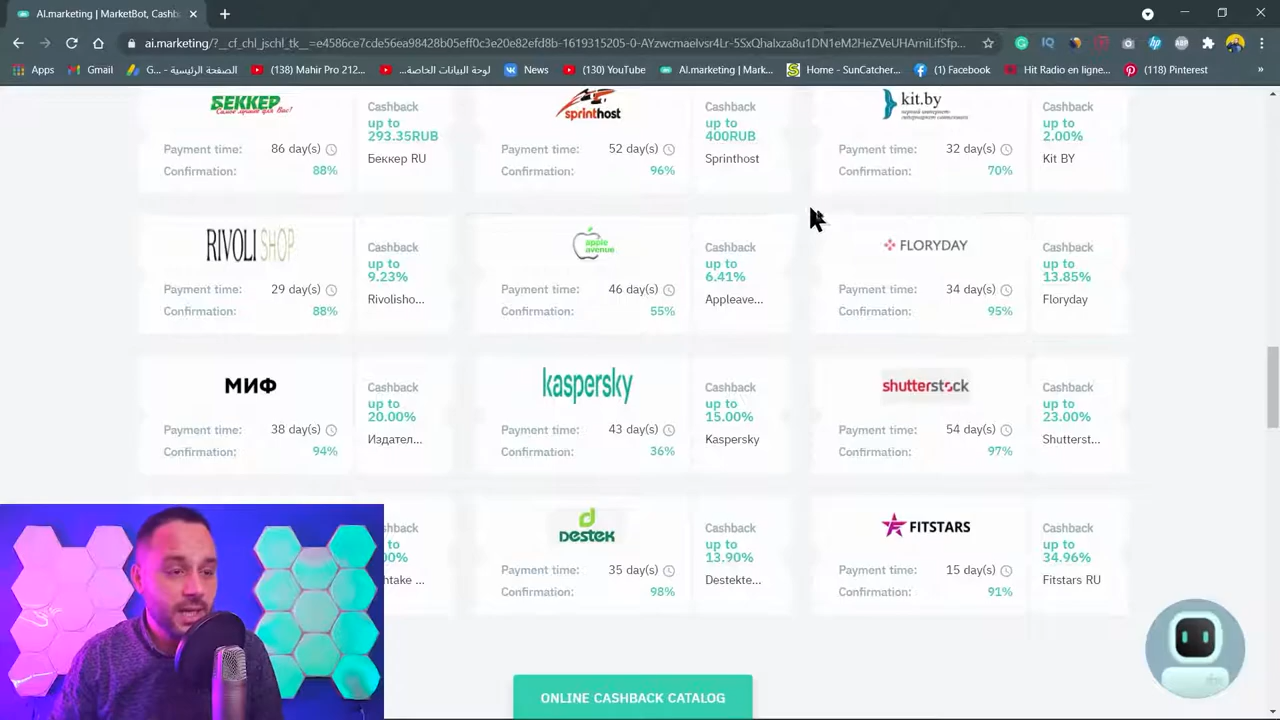 AI.marketing | MarketBot, Cashb
ai.marketing/?__cf_chl_jschl_tk__=
Apps
Gmail
G...
الصفحة الرئيسية
(138) Mahir Pro 212...
لوحة البيانات الخاصة...
News
(130) YouTube
AI.marketing | Mark...
Home - SunCatcher...
(1) Facebook
Hit Radio en ligne...
(118) Pinterest
»
БЕККЕР
Cashback
up to
293.35RUB
Беккер RU
Payment time: 86 day(s)
Confirmation: 88%
sprinthost
Cashback
up to
400RUB
Sprinthost
Payment time: 52 day(s)
Confirmation: 96%
kit.by
Cashback
up to
2.00%
Kit BY
Payment time: 32 day(s)
Confirmation: 70%
RIVOLI SHOP
Cashback
up to
9.23%
Rivolisho...
Payment time: 29 day(s)
Confirmation: 88%
apple
avenue
Cashback
up to
6.41%
Appleave...
Payment time: 46 day(s)
Confirmation: 55%
FLORYDAY
Cashback
up to
13.85%
Floryday
Payment time: 34 day(s)
Confirmation: 95%
МИФ
Cashback
up to
20.00%
Издател...
Payment time: 38 day(s)
Confirmation: 94%
kaspersky
Cashback
up to
15.00%
Kaspersky
Payment time: 43 day(s)
Confirmation: 36%
shutterstock
Cashback
up to
23.00%
Shutterst...
Payment time: 54 day(s)
Confirmation: 97%
DESTEK
Cashback
up to
13.90%
Destekte...
Payment time: 35 day(s)
Confirmation: 98%
FITSTARS
Cashback
up to
34.96%
Fitstars RU
Payment time: 15 day(s)
Confirmation: 91%
ONLINE CASHBACK CATALOG